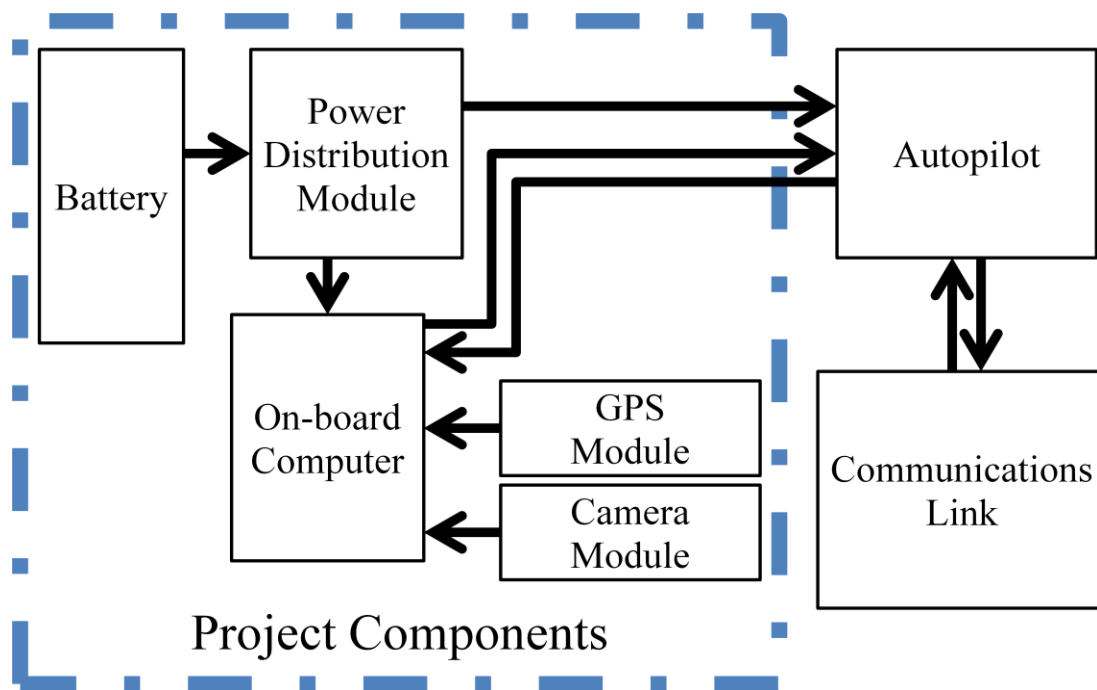 Battery
Power
Distribution
Module
Autopilot
On-board
Computer
GPS
Module
Camera
Module
Communications
Link
Project Components